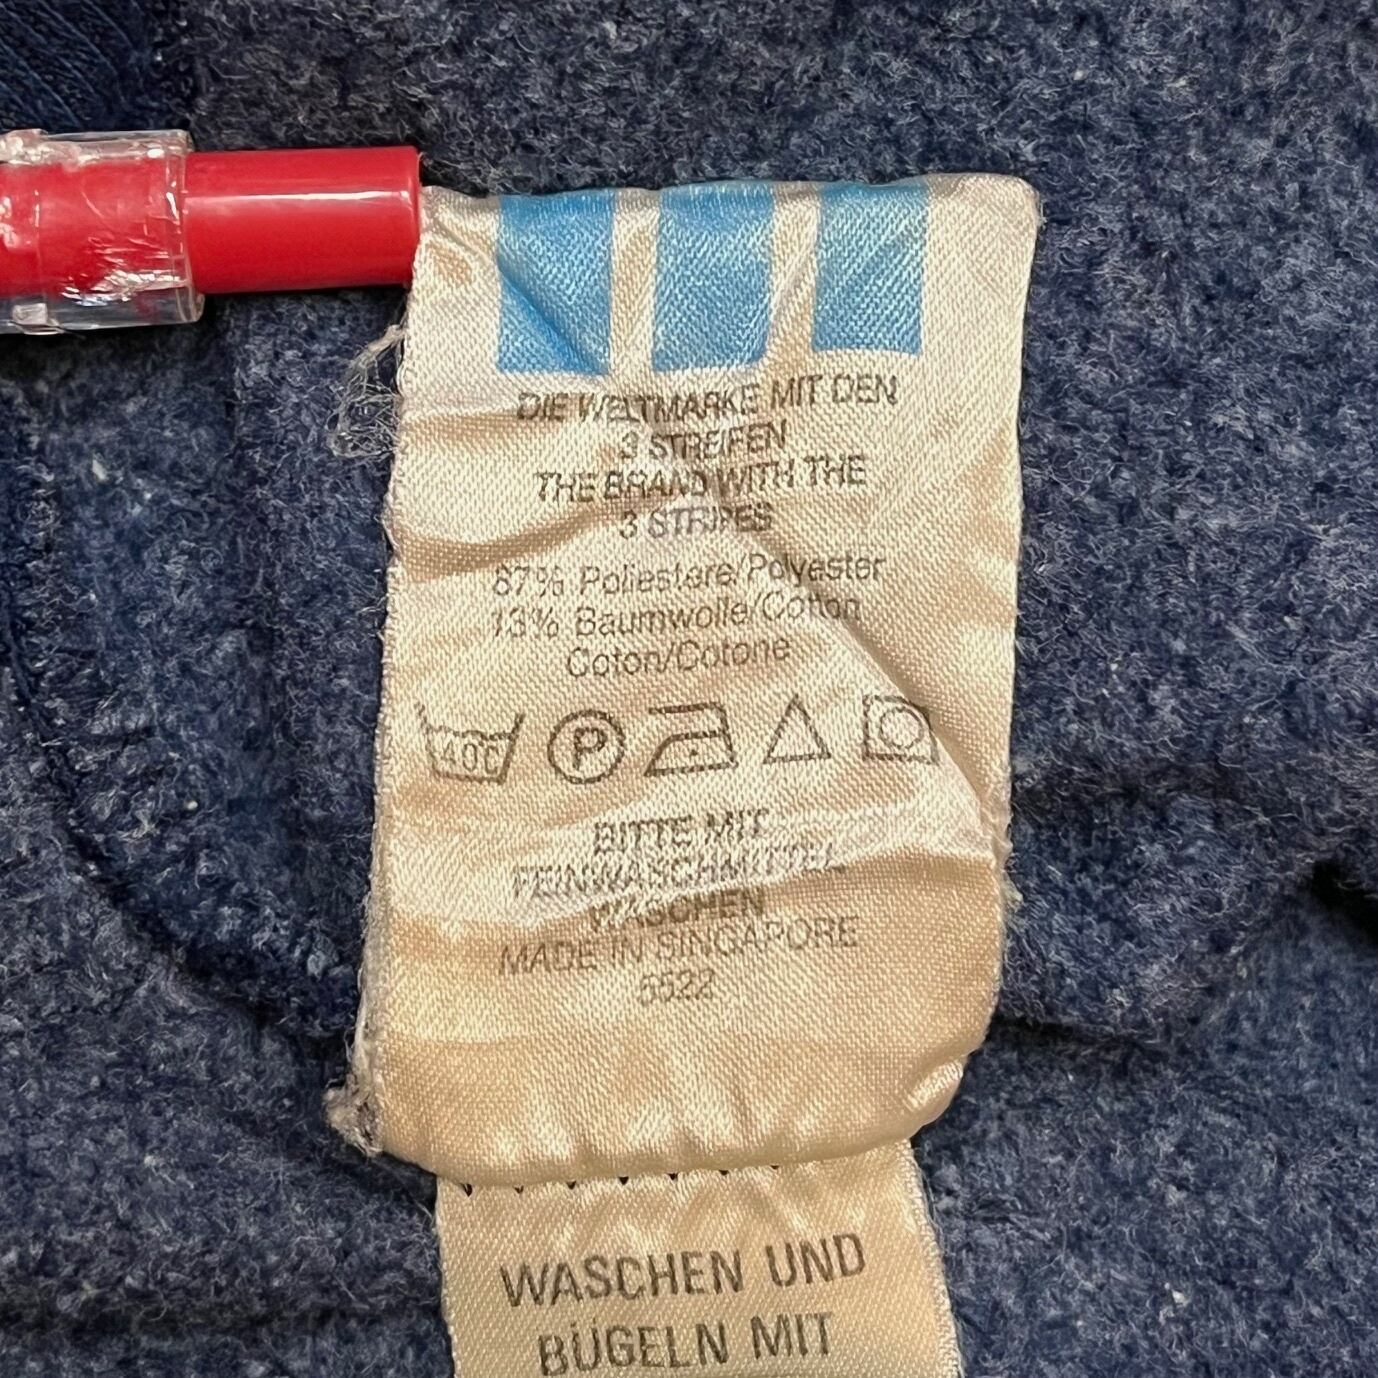 DIE WELTMARKE MIT DEN
3 STREIFEN
THE BRAND WITH THE
3 STRIPES
87% Poliestere/Polyester
13% Baumwolle/Cotton
Coton/Cotone
40C P
BITTE MIT
FEINWASCHMITTEL
WASCHEN
MADE IN SINGAPORE
5522
WASCHEN UND
BÜGELN MIT